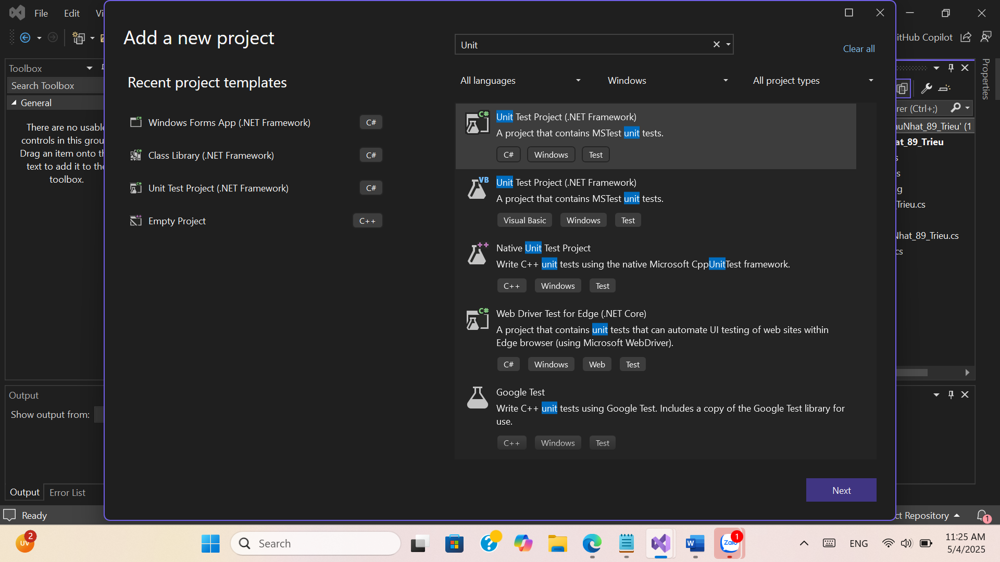 File Edit
Add a new project
Unit
Clear all
Recent project templates
All languages
Windows
All project types
Windows Forms App (.NET Framework)
C#
Class Library (.NET Framework)
C#
Unit Test Project (.NET Framework)
C#
Empty Project
C++
C#
Unit Test Project (.NET Framework)
A project that contains MSTest unit tests.
C# Windows Test
VB
Unit Test Project (.NET Framework)
A project that contains MSTest unit tests.
Visual Basic Windows Test
++
Native Unit Test Project
Write C++ unit tests using the native Microsoft CppUnitTest framework.
C++ Windows Test
C#
Web Driver Test for Edge (.NET Core)
A project that contains unit tests that can automate UI testing of web sites within
Edge browser (using Microsoft WebDriver).
C# Windows Web Test
Google Test
Write C++ unit tests using Google Test. Includes a copy of the Google Test library for
use.
C++ Windows Test
Next
Toolbox
Search Toolbox
General
There are no usabl
controls in this grou
Drag an item onto th
text to add it to the
toolbox.
Output
Show output from:
Output Error List
Ready
itHub Copilot
Properties
rer (Ctrl+;)
uNhat_89_Trieu' (1
at_89_Trieu
s
s
g
Trieu.cs
Nhat_89_Trieu.cs
cs
ct Repository
1
UV
2
Search
W
Zalo
1
ENG
11:25 AM
5/4/2025